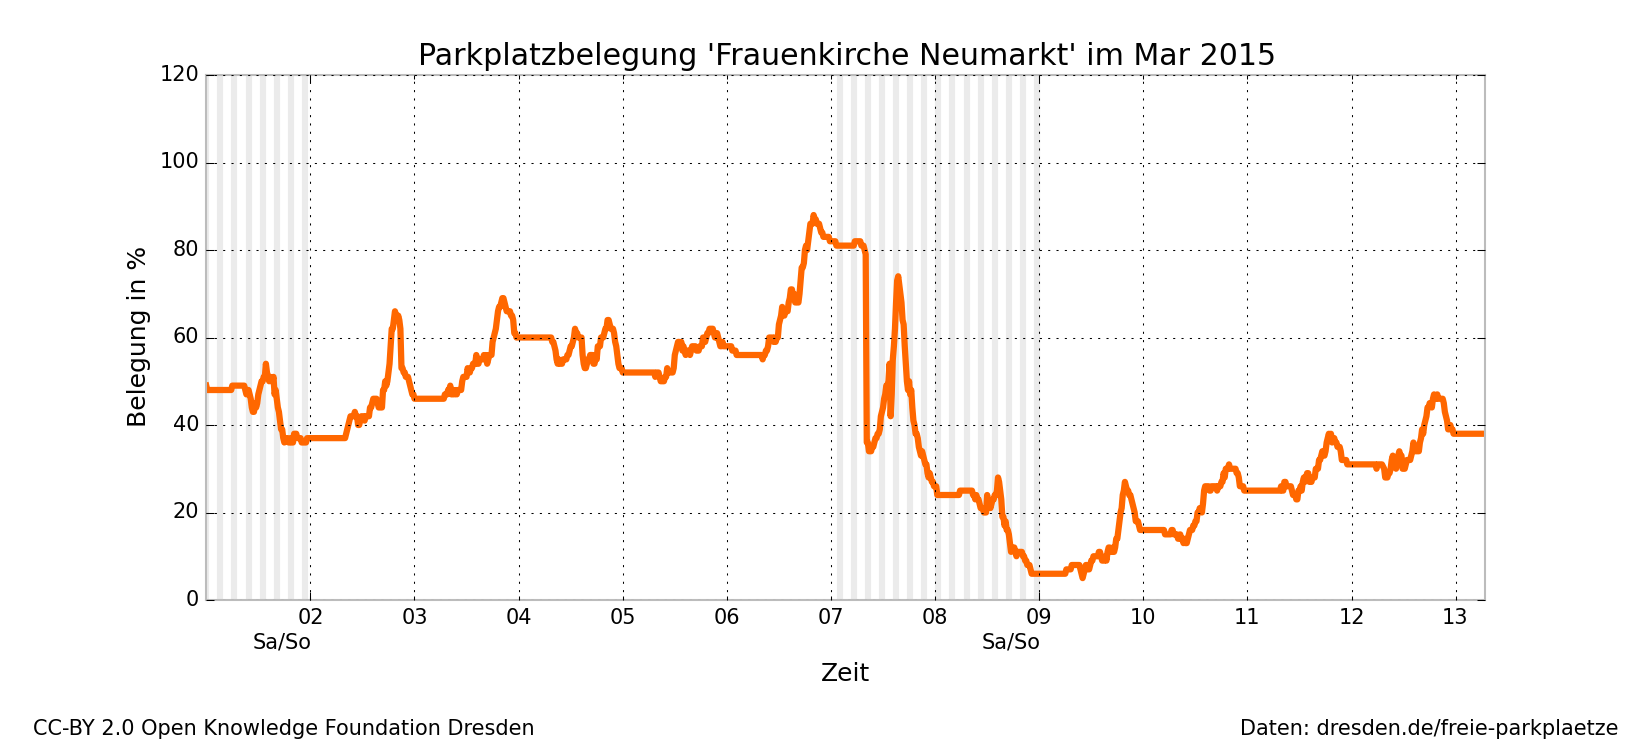 Parkplatzbelegung 'Frauenkirche Neumarkt' im Mar 2015
120
100
80
60
40
20
0
Belegung in %
02 03 04 05 06 07 08 09 10 11 12 13
Sa/So Sa/So
Zeit
CC-BY 2.0 Open Knowledge Foundation Dresden
Daten: dresden.de/freie-parkplaetze